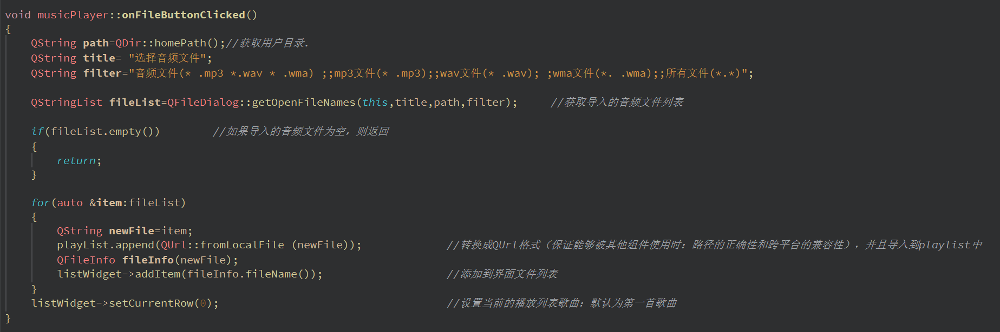 void musicPlayer::onFileButtonClicked()
{
    QString path=QDir::homePath();//获取用户目录.
    QString title= "选择音频文件";
    QString filter="音频文件(* .mp3 *.wav * .wma) ;;mp3文件(* .mp3);;wav文件(* .wav); ;wma文件(*. .wma);;所有文件(*.*)";
    QStringList fileList=QFileDialog::getOpenFileNames(this,title,path,filter);     //获取导入的音频文件列表
    if(fileList.empty())        //如果导入的音频文件为空，则返回
    {
        return;
    }
    for(auto &item:fileList)
    {
        QString newFile=item;
        playList.append(QUrl::fromLocalFile (newFile));             //转换成QUrl格式（保证能够被其他组件使用时：路径的正确性和跨平台的兼容性），并且导入到playlist中
        QFileInfo fileInfo(newFile);
        listWidget->addItem(fileInfo.fileName());                   //添加到界面文件列表
    }
    listWidget->setCurrentRow(0);                                   //设置当前的播放列表歌曲：默认为第一首歌曲
}